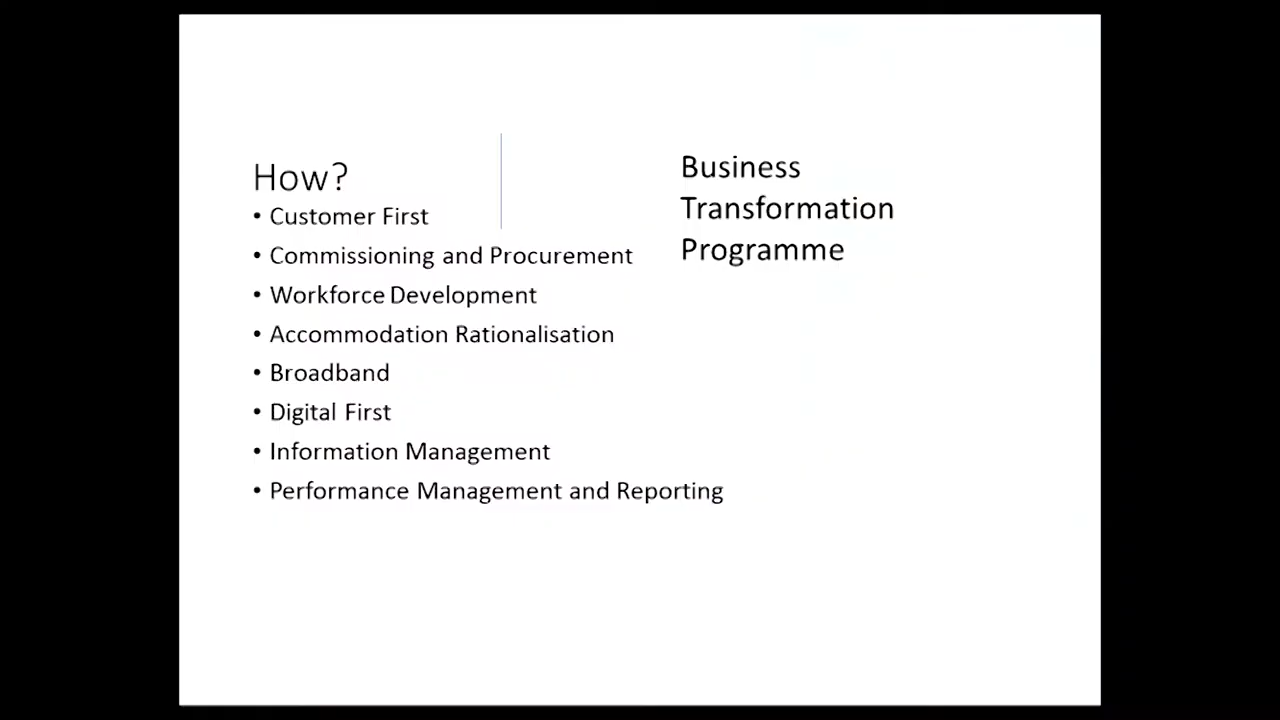 How?
• Customer First
• Commissioning and Procurement
• Workforce Development
• Accommodation Rationalisation
• Broadband
• Digital First
• Information Management
• Performance Management and Reporting
Business
Transformation
Programme